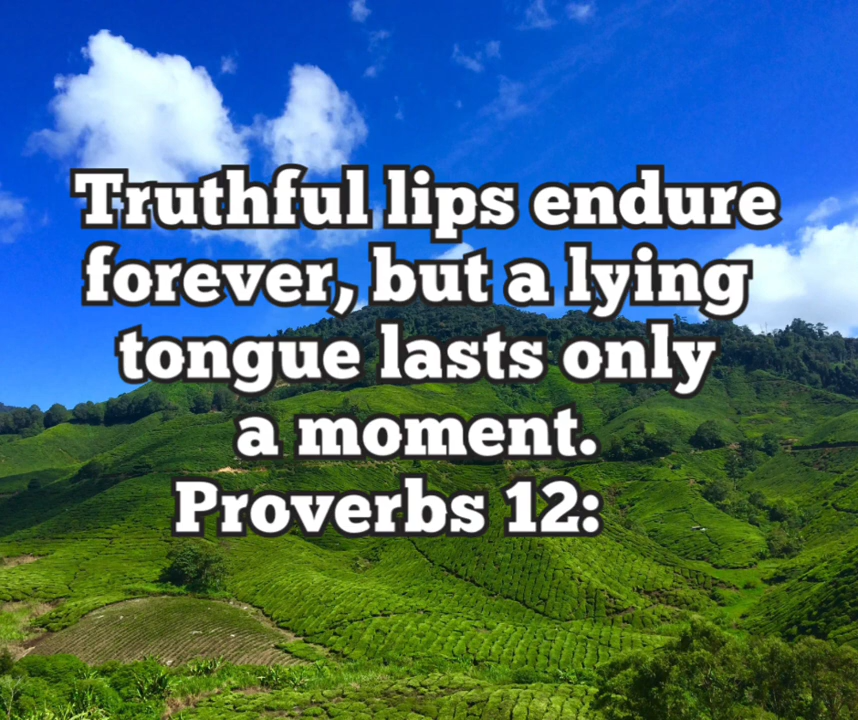 Truthful lips endure
forever, but a lying
tongue lasts only
a moment.
Proverbs 12: